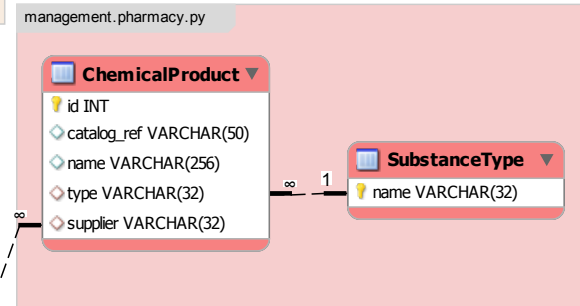 management.pharmacy.py
ChemicalProduct
id INT
catalog_ref VARCHAR(50)
name VARCHAR(256)
type VARCHAR(32)
supplier VARCHAR(32)
∞
∞
1
SubstanceType
name VARCHAR(32)